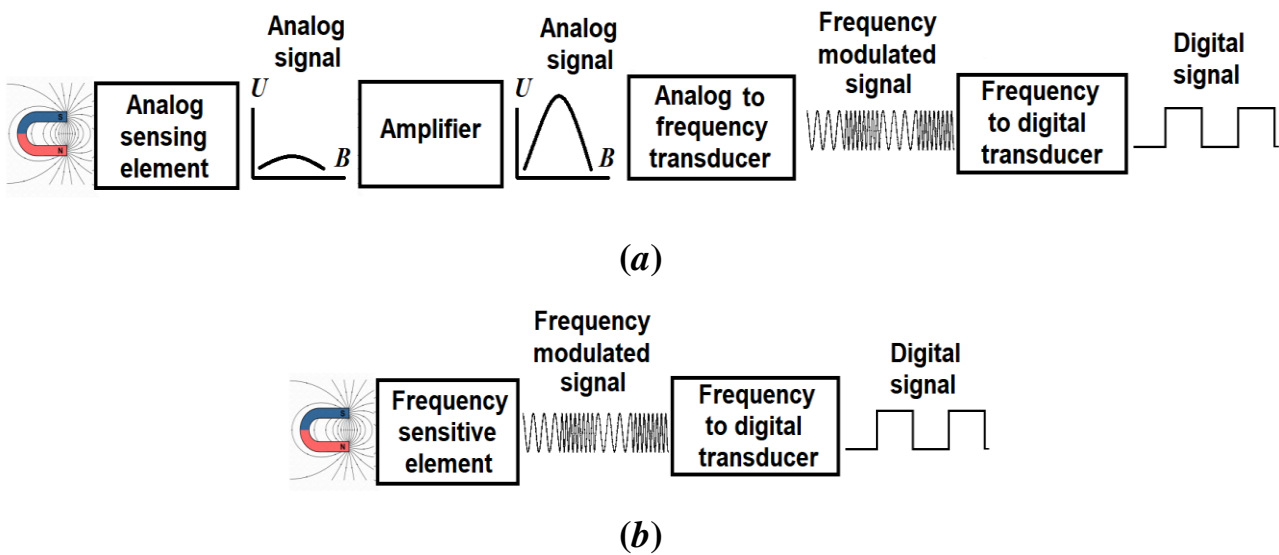 Analog
signal
Analog
signal
Frequency
modulated
signal
Digital
signal
S
N
Analog
sensing
element
U
B
Amplifier
U
B
Analog to
frequency
transducer
Frequency
to digital
transducer
(a)
Frequency
modulated
signal
Digital
signal
S
N
Frequency
sensitive
element
Frequency
to digital
transducer
(b)